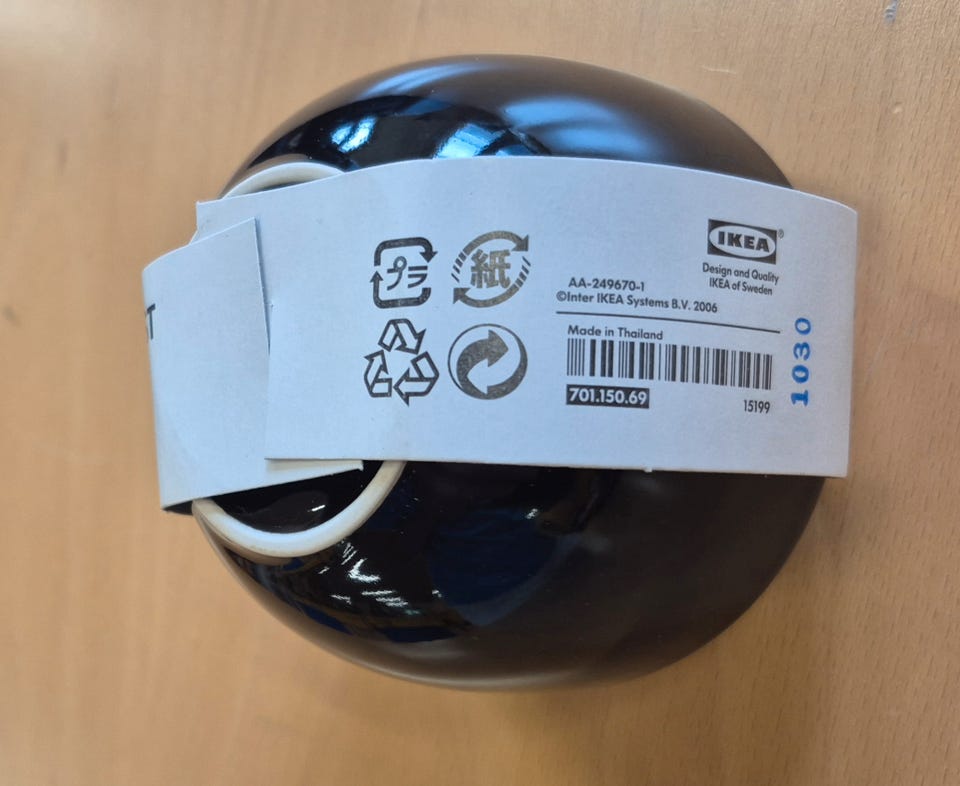 T
プラ
紙
IKEA®
Design and Quality
IKEA of Sweden
AA-249670-1
©Inter IKEA Systems B.V. 2006
Made in Thailand
701.150.69
15199
1030